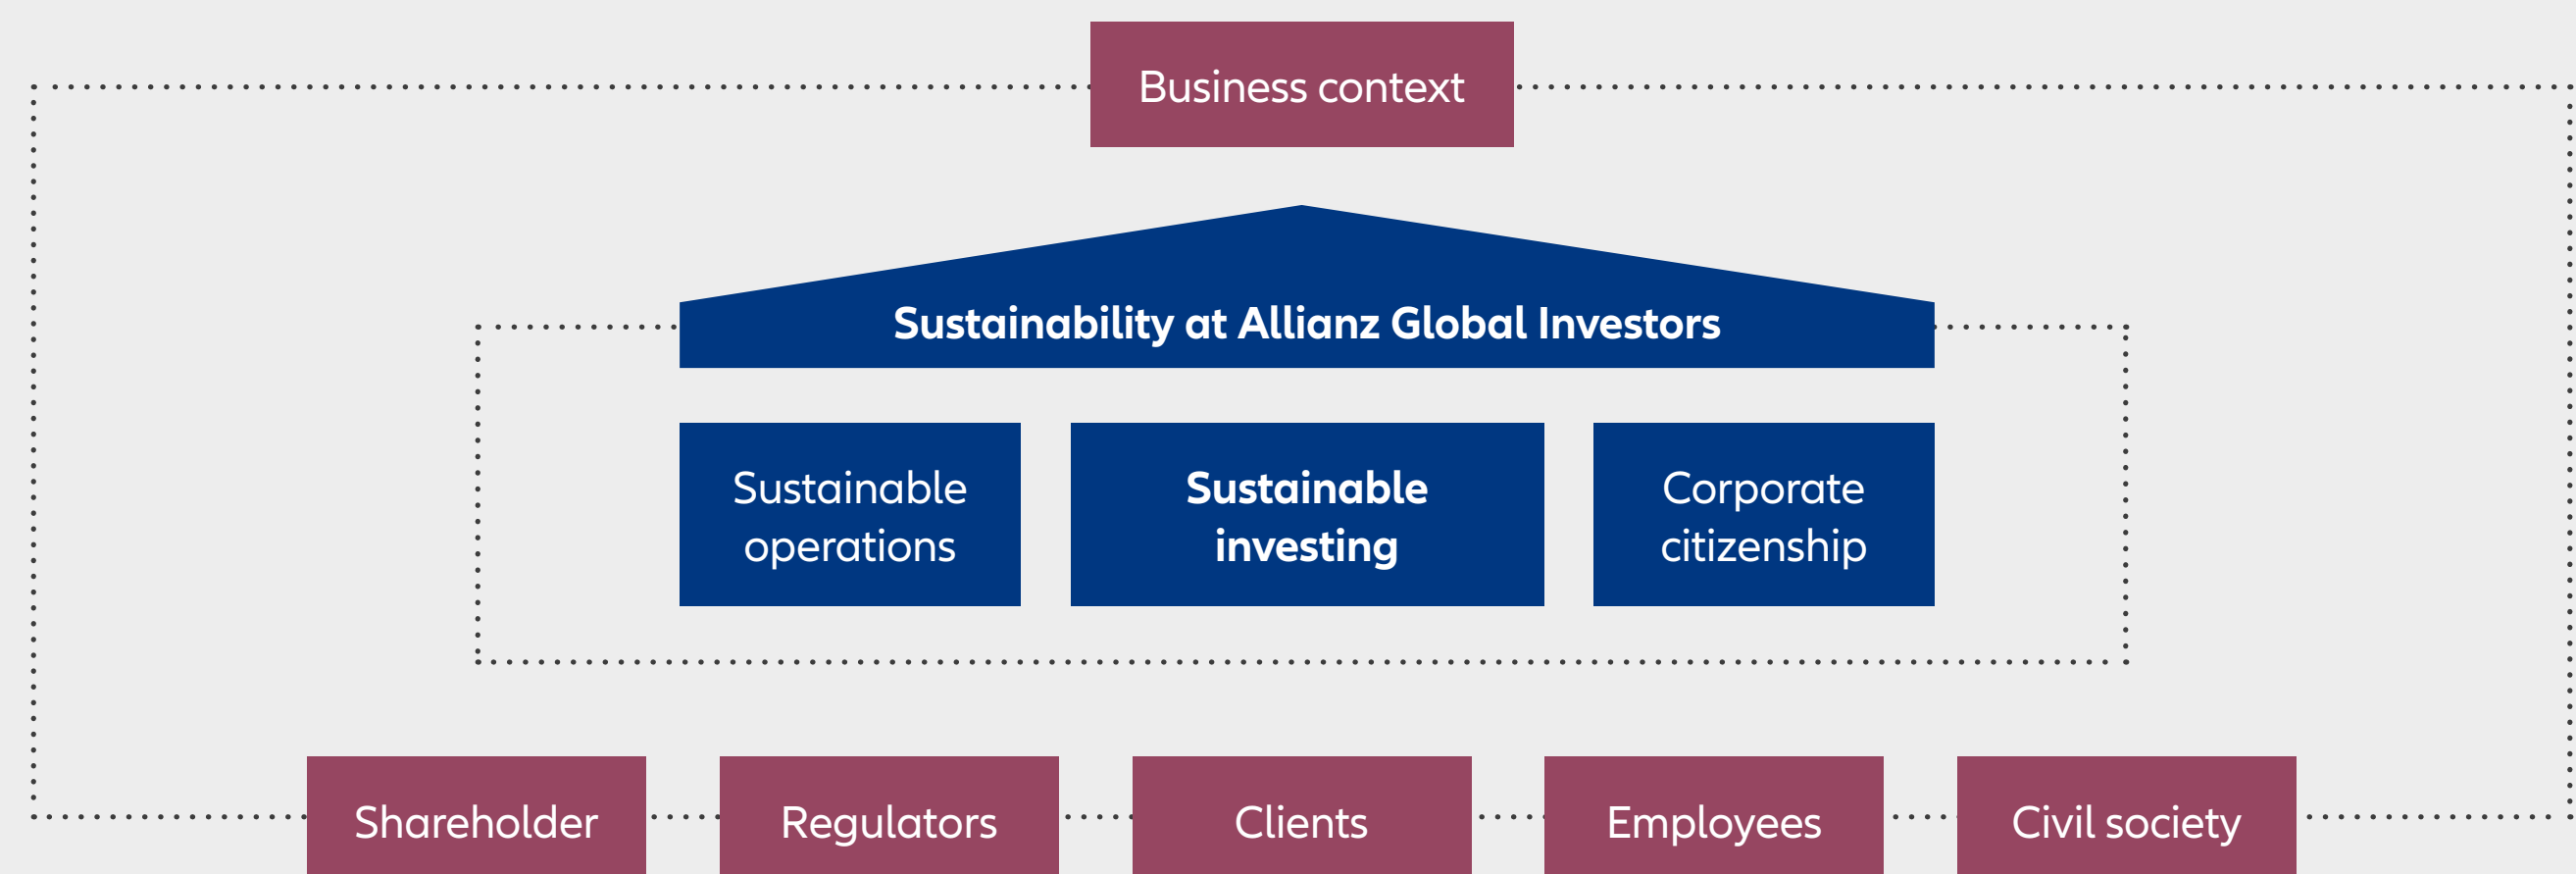 Business context
Sustainability at Allianz Global Investors
Sustainable
operations
Sustainable
investing
Corporate
citizenship
Shareholder
Regulators
Clients
Employees
Civil society